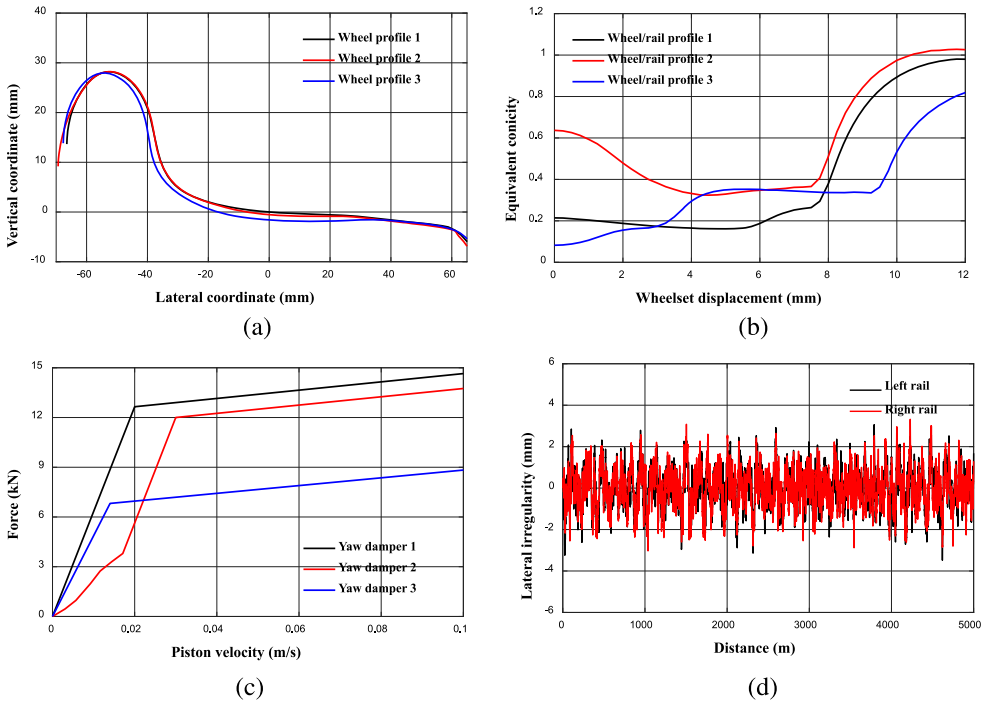 40
30
20
10
0
-10
-60
-40
-20
0
20
40
60
Vertical coordinate (mm)
Lateral coordinate (mm)
Wheel profile 1
Wheel profile 2
Wheel profile 3
(a)
1.2
1
0.8
0.6
0.4
0.2
0
0
2
4
6
8
10
12
Equivalent conicity
Wheelset displacement (mm)
Wheel/rail profile 1
Wheel/rail profile 2
Wheel/rail profile 3
(b)
15
12
9
6
3
0
0
0.02
0.04
0.06
0.08
0.1
Force (kN)
Piston velocity (m/s)
Yaw damper 1
Yaw damper 2
Yaw damper 3
(c)
6
4
2
0
-2
-4
-6
0
1000
2000
3000
4000
5000
Lateral irregularity (mm)
Distance (m)
Left rail
Right rail
(d)